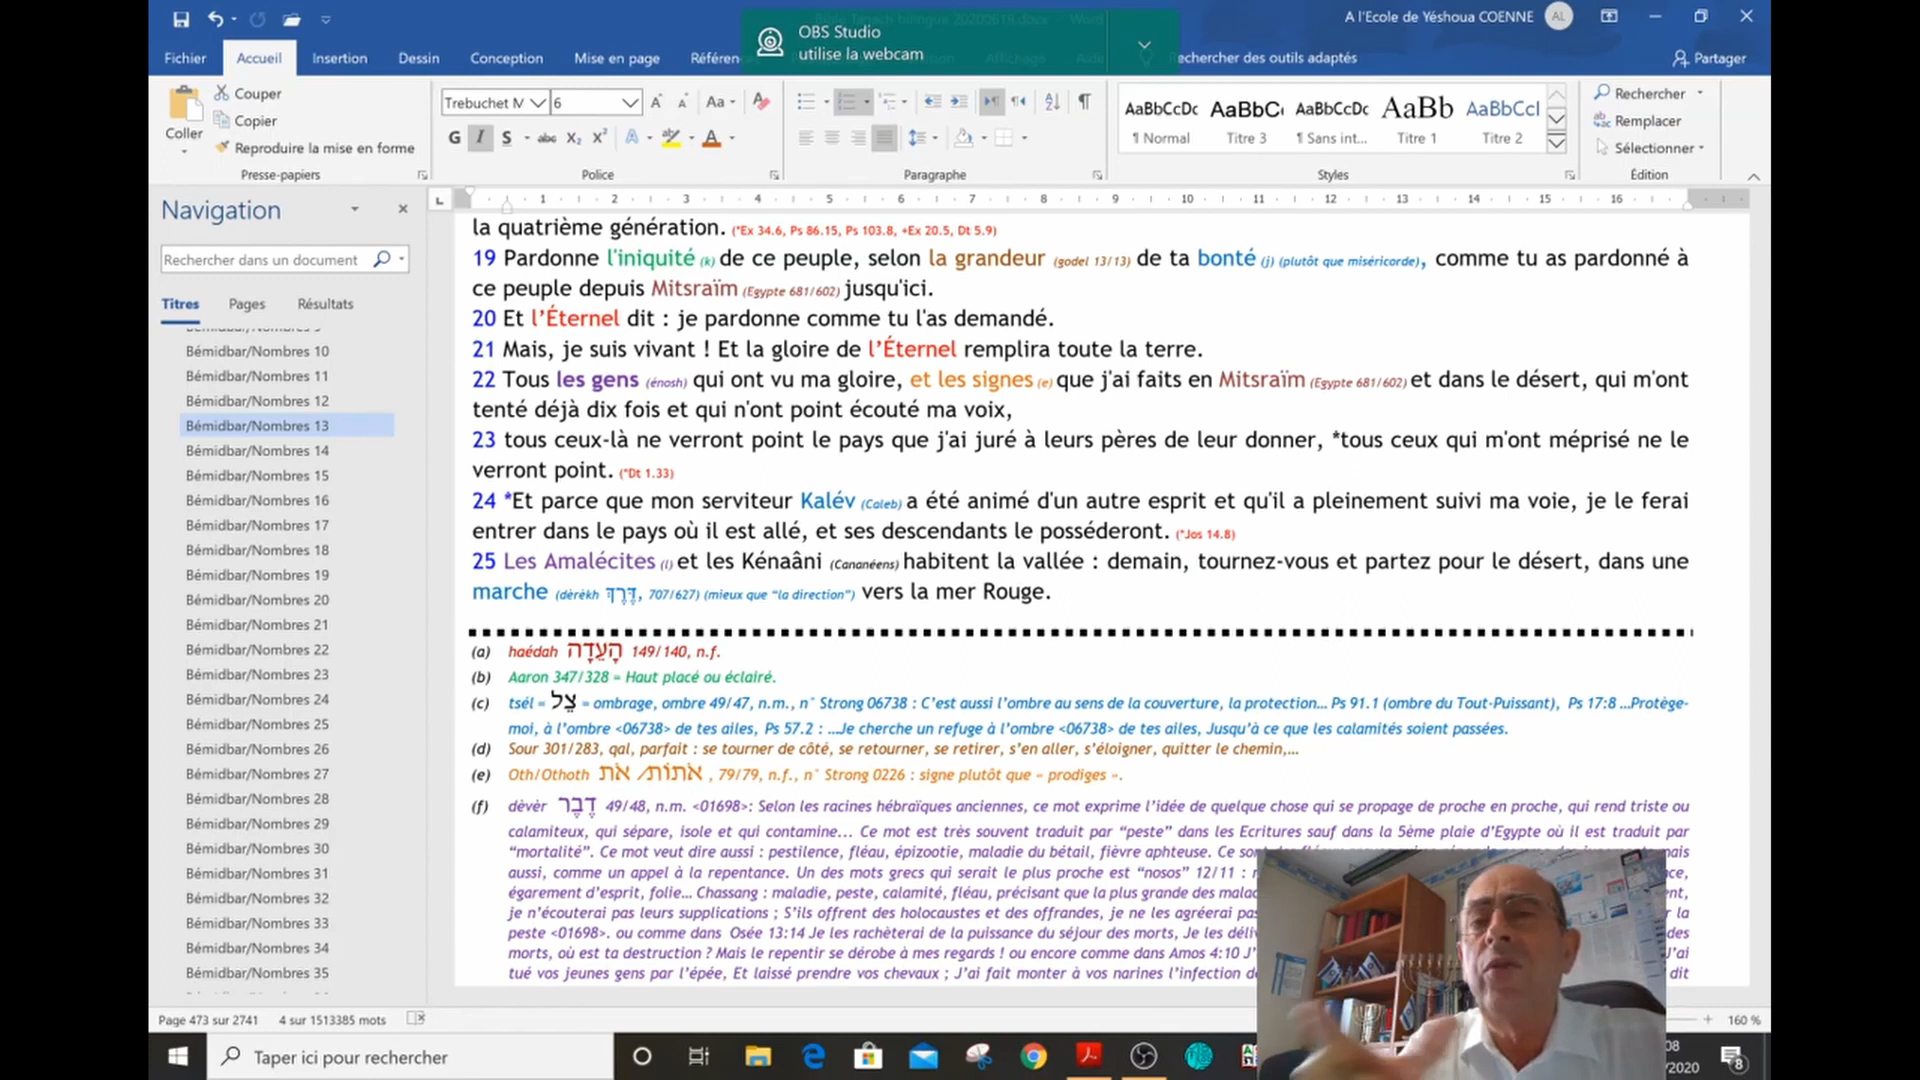 A l'Ecole de Yéshoua COENNE AL
OBS Studio
utilise la webcam
Fichier Accueil Insertion Dessin Conception Mise en page Rechercher des outils adaptés Partager
Coller
Couper
Copier
Reproduire la mise en forme
Presse-papiers
Trebuchet M 6
G I S abc X₂ X² A A
Police
Paragraphe
AaBbCcDc AaBbC AaBbCcDc AaBb AaBbCcI
¶ Normal Titre 3 ¶ Sans int... Titre 1 Titre 2
Styles
Rechercher
Remplacer
Sélectionner
Édition
Navigation
Rechercher dans un document
Titres Pages Résultats
Bémidbar/Nombres 10
Bémidbar/Nombres 11
Bémidbar/Nombres 12
Bémidbar/Nombres 13
Bémidbar/Nombres 14
Bémidbar/Nombres 15
Bémidbar/Nombres 16
Bémidbar/Nombres 17
Bémidbar/Nombres 18
Bémidbar/Nombres 19
Bémidbar/Nombres 20
Bémidbar/Nombres 21
Bémidbar/Nombres 22
Bémidbar/Nombres 23
Bémidbar/Nombres 24
Bémidbar/Nombres 25
Bémidbar/Nombres 26
Bémidbar/Nombres 27
Bémidbar/Nombres 28
Bémidbar/Nombres 29
Bémidbar/Nombres 30
Bémidbar/Nombres 31
Bémidbar/Nombres 32
Bémidbar/Nombres 33
Bémidbar/Nombres 34
Bémidbar/Nombres 35
1 2 3 4 5 6 7 8 9 10 11 12 13 14 15 16
la quatrième génération. (*Ex 34.6, Ps 86.15, Ps 103.8, +Ex 20.5, Dt 5.9)
19 Pardonne l'iniquité (k) de ce peuple, selon la grandeur (godel 13/13) de ta bonté (j) (plutôt que miséricorde), comme tu as pardonné à
ce peuple depuis Mitsraïm (Egypte 681/602) jusqu'ici.
20 Et l’Éternel dit : je pardonne comme tu l'as demandé.
21 Mais, je suis vivant ! Et la gloire de l’Éternel remplira toute la terre.
22 Tous les gens (énosh) qui ont vu ma gloire, et les signes (e) que j'ai faits en Mitsraïm (Egypte 681/602) et dans le désert, qui m'ont
tenté déjà dix fois et qui n'ont point écouté ma voix,
23 tous ceux-là ne verront point le pays que j'ai juré à leurs pères de leur donner, *tous ceux qui m'ont méprisé ne le
verront point. (*Dt 1.33)
24 *Et parce que mon serviteur Kalév (Caleb) a été animé d'un autre esprit et qu'il a pleinement suivi ma voie, je le ferai
entrer dans le pays où il est allé, et ses descendants le posséderont. (*Jos 14.8)
25 Les Amalécites (l) et les Kénaâni (Cananéens) habitent la vallée : demain, tournez-vous et partez pour le désert, dans une
marche (dèrèkh דֶּרֶךְ, 707/627) (mieux que “la direction”) vers la mer Rouge.
(a) haédah הָעֵדָה 149/140, n.f.
(b) Aaron 347/328 = Haut placé ou éclairé.
(c) tsél = צֵל = ombrage, ombre 49/47, n.m., n° Strong 06738 : C’est aussi l’ombre au sens de la couverture, la protection... Ps 91.1 (ombre du Tout-Puissant), Ps 17:8 ...Protège-
moi, à l’ombre <06738> de tes ailes, Ps 57.2 : ...Je cherche un refuge à l’ombre <06738> de tes ailes, Jusqu’à ce que les calamités soient passées.
(d) Sour 301/283, qal, parfait : se tourner de côté, se retourner, se retirer, s’en aller, s’éloigner, quitter le chemin,...
(e) Oth/Othoth אֹתוֹת/ אֹת , 79/79, n.f., n° Strong 0226 : signe plutôt que « prodiges ».
(f) dèvèr דֶּבֶר 49/48, n.m. <01698>: Selon les racines hébraïques anciennes, ce mot exprime l’idée de quelque chose qui se propage de proche en proche, qui rend triste ou
calamiteux, qui sépare, isole et qui contamine... Ce mot est très souvent traduit par “peste” dans les Ecritures sauf dans la 5ème plaie d’Egypte où il est traduit par
“mortalité”. Ce mot veut dire aussi : pestilence, fléau, épizootie, maladie du bétail, fièvre aphteuse. Ce mais
aussi, comme un appel à la repentance. Un des mots grecs qui serait le plus proche est “nosos” 12/11 :
égarement d’esprit, folie... Chassang : maladie, peste, calamité, fléau, précisant que la plus grande des
je n’écouterai pas leurs supplications ; S’ils offrent des holocaustes et des offrandes, je ne les agréerai la
peste <01698>. ou comme dans Osée 13:14 Je les rachèterai de la puissance du séjour des morts, Je les des
morts, où est ta destruction ? Mais le repentir se dérobe à mes regards ! ou encore comme dans Amos 4:10 J’ai
tué vos jeunes gens par l’épée, Et laissé prendre vos chevaux ; J’ai fait monter à vos narines l’infection dit
Page 473 sur 2741 4 sur 1513385 mots 160 %
Taper ici pour rechercher
08
/2020 8